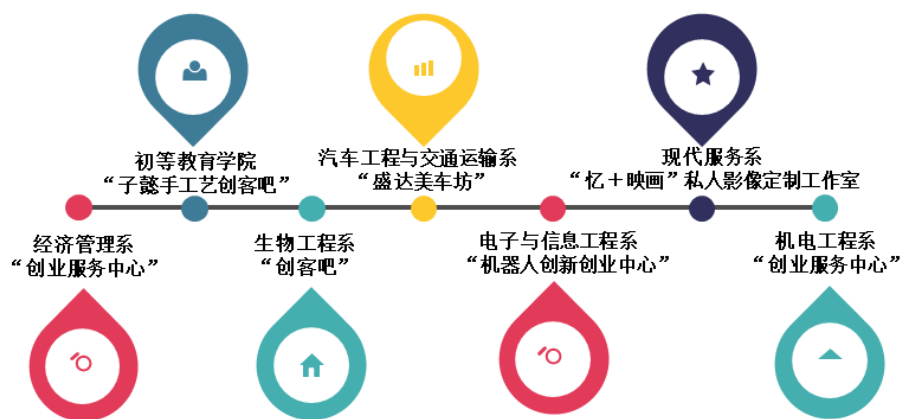 初等教育学院
“子懿手工艺创客吧”
汽车工程与交通运输系
“盛达美车坊”
现代服务系
“忆＋映画”私人影像定制工作室
经济管理系
“创业服务中心”
生物工程系
“创客吧”
电子与信息工程系
“机器人创新创业中心”
机电工程系
“创业服务中心”